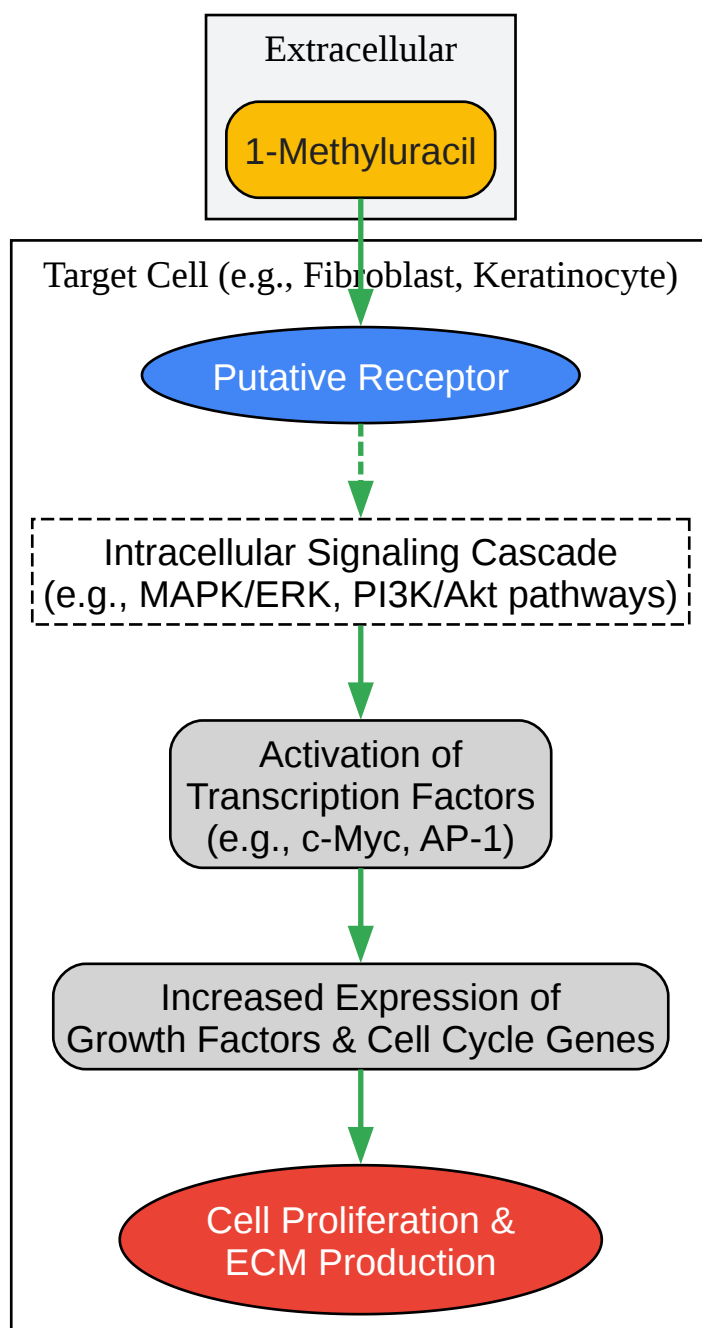 Extracellular
1-Methyluracil
Target Cell (e.g., Fibroblast, Keratinocyte)
Putative Receptor
Intracellular Signaling Cascade
(e.g., MAPK/ERK, PI3K/Akt pathways)
Activation of
Transcription Factors
(e.g., c-Myc, AP-1)
Increased Expression of
Growth Factors & Cell Cycle Genes
Cell Proliferation &
ECM Production